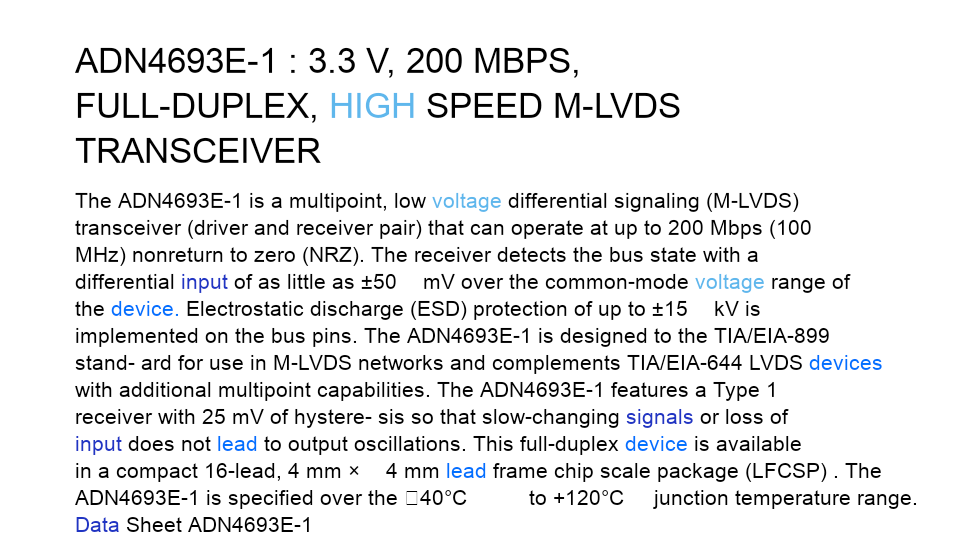 ADN4693E-1 : 3.3 V, 200 MBPS,
FULL-DUPLEX, HIGH SPEED M-LVDS
TRANSCEIVER
The ADN4693E-1 is a multipoint, low voltage differential signaling (M-LVDS)
transceiver (driver and receiver pair) that can operate at up to 200 Mbps (100
MHz) nonreturn to zero (NRZ). The receiver detects the bus state with a
differential input of as little as ±50 mV over the common-mode voltage range of
the device. Electrostatic discharge (ESD) protection of up to ±15 kV is
implemented on the bus pins. The ADN4693E-1 is designed to the TIA/EIA-899
stand- ard for use in M-LVDS networks and complements TIA/EIA-644 LVDS devices
with additional multipoint capabilities. The ADN4693E-1 features a Type 1
receiver with 25 mV of hystere- sis so that slow-changing signals or loss of
input does not lead to output oscillations. This full-duplex device is available
in a compact 16-lead, 4 mm × 4 mm lead frame chip scale package (LFCSP) . The
ADN4693E-1 is specified over the □40°C to +120°C junction temperature range.
Data Sheet ADN4693E-1